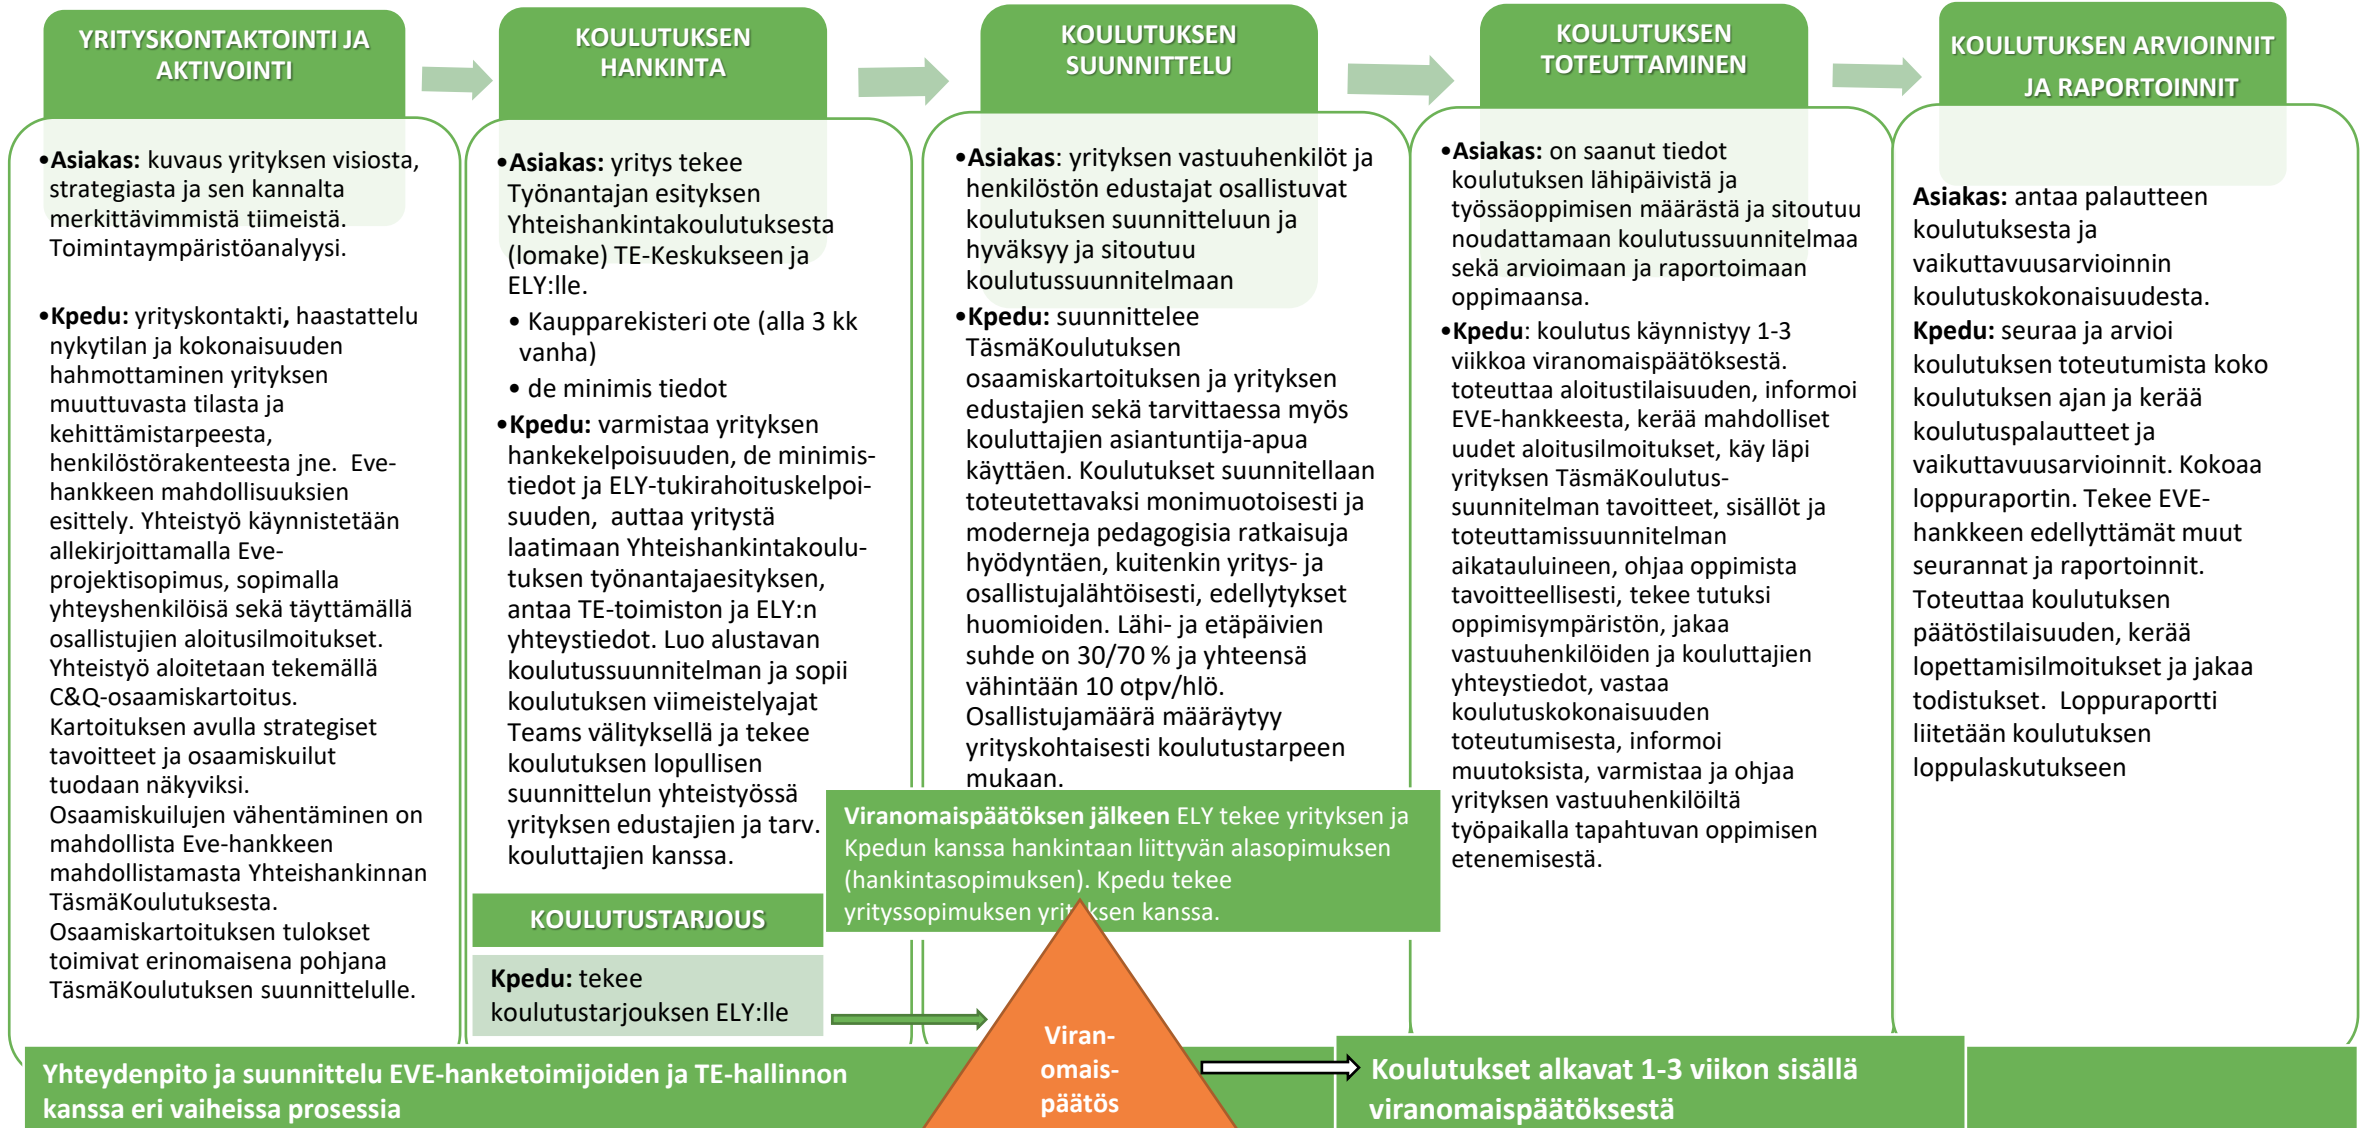 YRITYSKONTAKTOINTI JA
AKTIVOINTI
•Asiakas: kuvaus yrityksen visiosta,
strategiasta ja sen kannalta
merkittävimmistä tiimeistä.
Toimintaympäristöanalyysi.
•Kpedu: yrityskontakti, haastattelu
nykytilan ja kokonaisuuden
hahmottaminen yrityksen
muuttuvasta tilasta ja
kehittämistarpeesta,
henkilöstörakenteesta jne. Eve-
hankkeen mahdollisuuksien
esittely. Yhteistyö käynnistetään
allekirjoittamalla Eve-
projektisopimus, sopimalla
yhteyshenkilöisä sekä täyttämällä
osallistujien aloitusilmoitukset.
Yhteistyö aloitetaan tekemällä
C&Q-osaamiskartoitus.
Kartoituksen avulla strategiset
tavoitteet ja osaamiskuilut
tuodaan näkyviksi.
Osaamiskuilujen vähentäminen on
mahdollista Eve-hankkeen
mahdollistamasta Yhteishankinnan
TäsmäKoulutuksesta.
Osaamiskartoituksen tulokset
toimivat erinomaisena pohjana
TäsmäKoulutuksen suunnittelulle.
KOULUTUKSEN
HANKINTA
•Asiakas: yritys tekee
Työnantajan esityksen
Yhteishankintakoulutuksesta
(lomake) TE-Keskukseen ja
ELY:lle.
• Kaupparekisteri ote (alla 3 kk
vanha)
• de minimis tiedot
•Kpedu: varmistaa yrityksen
hankekelpoisuuden, de minimis-
tiedot ja ELY-tukirahoituskelpoi-
suuden, auttaa yritystä
laatimaan Yhteishankintakoulu-
tuksen työnantajaesityksen,
antaa TE-toimiston ja ELY:n
yhteystiedot. Luo alustavan
koulutussuunnitelman ja sopii
koulutuksen viimeistelyajat
Teams välityksellä ja tekee
koulutuksen lopullisen
suunnittelun yhteistyössä
yrityksen edustajien ja tarv.
kouluttajien kanssa.
KOULUTUSTARJOUS
Kpedu: tekee
koulutustarjouksen ELY:lle
KOULUTUKSEN
SUUNNITTELU
•Asiakas: yrityksen vastuuhenkilöt ja
henkilöstön edustajat osallistuvat
koulutuksen suunnitteluun ja
hyväksyy ja sitoutuu
koulutussuunnitelmaan
•Kpedu: suunnittelee
TäsmäKoulutuksen
osaamiskartoituksen ja yrityksen
edustajien sekä tarvittaessa myös
kouluttajien asiantuntija-apua
käyttäen. Koulutukset suunnitellaan
toteutettavaksi monimuotoisesti ja
moderneja pedagogisia ratkaisuja
hyödyntäen, kuitenkin yritys- ja
osallistujalähtöisesti, edellytykset
huomioiden. Lähi- ja etäpäivien
suhde on 30/70 % ja yhteensä
vähintään 10 otpv/hlö.
Osallistujamäärä määräytyy
yrityskohtaisesti koulutustarpeen
mukaan.
Viranomaispäätöksen jälkeen ELY tekee yrityksen ja
Kpedun kanssa hankintaan liittyvän alasopimuksen
(hankintasopimuksen). Kpedu tekee
yrityssopimuksen yrityksen kanssa.
Viran-
omais-
päätös
KOULUTUKSEN
TOTEUTTAMINEN
•Asiakas: on saanut tiedot
koulutuksen lähipäivistä ja
työssäoppimisen määrästä ja sitoutuu
noudattamaan koulutussuunnitelmaa
sekä arvioimaan ja raportoimaan
oppimaansa.
•Kpedu: koulutus käynnistyy 1-3
viikkoa viranomaispäätöksestä.
toteuttaa aloitustilaisuuden, informoi
EVE-hankkeesta, kerää mahdolliset
uudet aloitusilmoitukset, käy läpi
yrityksen TäsmäKoulutus-
suunnitelman tavoitteet, sisällöt ja
toteuttamissuunnitelman
aikatauluineen, ohjaa oppimista
tavoitteellisesti, tekee tutuksi
oppimisympäristön, jakaa
vastuuhenkilöiden ja kouluttajien
yhteystiedot, vastaa
koulutuskokonaisuuden
toteutumisesta, informoi
muutoksista, varmistaa ja ohjaa
yrityksen vastuuhenkilöiltä
työpaikalla tapahtuvan oppimisen
etenemisestä.
KOULUTUKSEN ARVIOINNIT
JA RAPORTOINNIT
Asiakas: antaa palautteen
koulutuksesta ja
vaikuttavuusarvioinnin
koulutuskokonaisuudesta.
Kpedu: seuraa ja arvioi
koulutuksen toteutumista koko
koulutuksen ajan ja kerää
koulutuspalautteet ja
vaikuttavuusarvioinnit. Kokoaa
loppuraportin. Tekee EVE-
hankkeen edellyttämät muut
seurannat ja raportoinnit.
Toteuttaa koulutuksen
päätöstilaisuuden, kerää
lopettamisilmoitukset ja jakaa
todistukset. Loppuraportti
liitetään koulutuksen
loppulaskutukseen
Yhteydenpito ja suunnittelu EVE-hanketoimijoiden ja TE-hallinnon
kanssa eri vaiheissa prosessia
Koulutukset alkavat 1-3 viikon sisällä
viranomaispäätöksestä